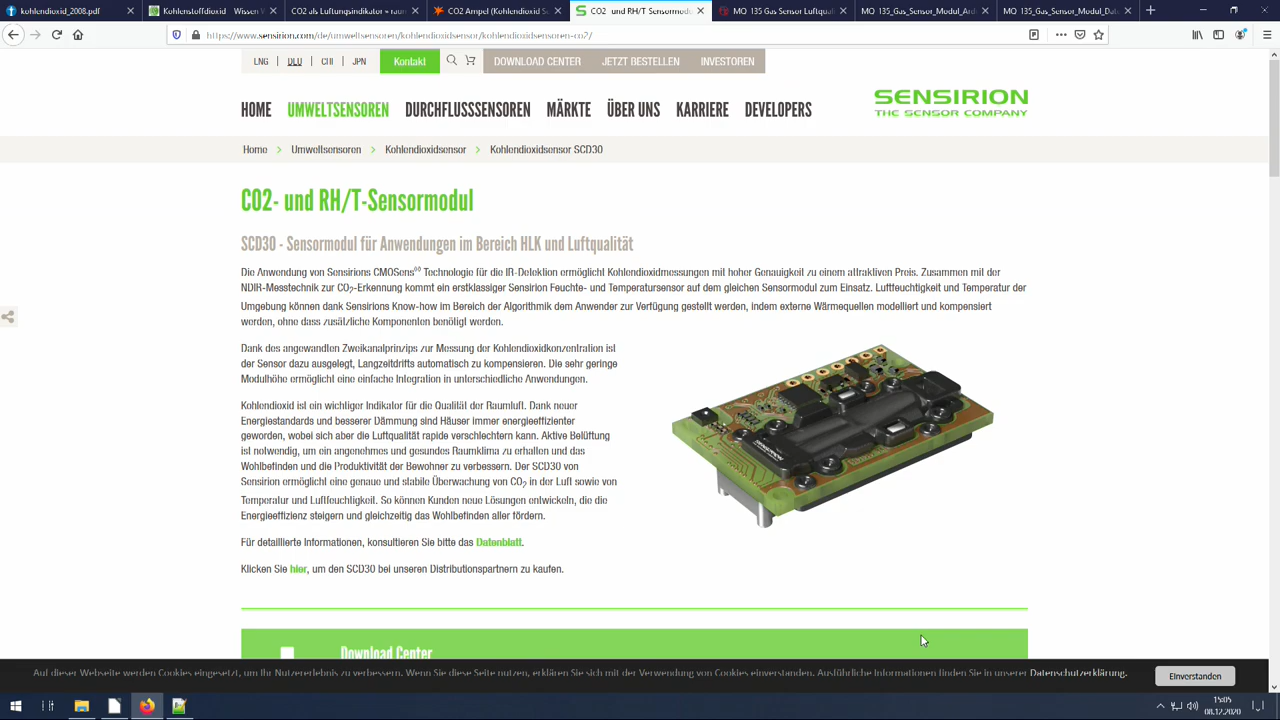 kohlendioxid_2008.pdf
Kohlenstoffdioxid – Wissen W
CO2 als Lüftungsindikator » raum
CO2 Ampel (Kohlendioxid S
CO2 -und RH/T-Sensormodu
MQ 135 Gas Sensor Luftquali
MQ_135_Gas_Sensor_Modul_Ard
MQ_135_Gas_Sensor_Modul_Da
https://www.sensirion.com/de/umweltsensoren/kohlendioxidsensor/kohlendioxidsensoren-co2/
LNG | DEU | CHI | JPN
Kontakt
DOWNLOAD CENTER JETZT BESTELLEN INVESTOREN
HOME UMWELTSENSOREN DURCHFLUSSSENSOREN MÄRKTE ÜBER UNS KARRIERE DEVELOPERS
SENSIRION
THE SENSOR COMPANY
Home > Umweltsensoren > Kohlendioxidsensor > Kohlendioxidsensor SCD30
CO2- und RH/T-Sensormodul
SCD30 - Sensormodul für Anwendungen im Bereich HLK und Luftqualität
Die Anwendung von Sensirions CMOSens®® Technologie für die IR-Detektion ermöglicht Kohlendioxidmessungen mit hoher Genauigkeit zu einem attraktiven Preis. Zusammen mit der
NDIR-Messtechnik zur CO2-Erkennung kommt ein erstklassiger Sensirion Feuchte- und Temperatursensor auf dem gleichen Sensormodul zum Einsatz. Luftfeuchtigkeit und Temperatur der
Umgebung können dank Sensirions Know-how im Bereich der Algorithmik dem Anwender zur Verfügung gestellt werden, indem externe Wärmequellen modelliert und kompensiert
werden, ohne dass zusätzliche Komponenten benötigt werden.
Dank des angewandten Zweikanalprinzips zur Messung der Kohlendioxidkonzentration ist
der Sensor dazu ausgelegt, Langzeitdrifts automatisch zu kompensieren. Die sehr geringe
Modulhöhe ermöglicht eine einfache Integration in unterschiedliche Anwendungen.
Kohlendioxid ist ein wichtiger Indikator für die Qualität der Raumluft. Dank neuer
Energiestandards und besserer Dämmung sind Häuser immer energieeffizienter
geworden, wobei sich aber die Luftqualität rapide verschlechtern kann. Aktive Belüftung
ist notwendig, um ein angenehmes und gesundes Raumklima zu erhalten und das
Wohlbefinden und die Produktivität der Bewohner zu verbessern. Der SCD30 von
Sensirion ermöglicht eine genaue und stabile Überwachung von CO2 in der Luft sowie von
Temperatur und Luftfeuchtigkeit. So können Kunden neue Lösungen entwickeln, die die
Energieeffizienz steigern und gleichzeitig das Wohlbefinden aller fördern.
Für detaillierte Informationen, konsultieren Sie bitte das Datenblatt.
Klicken Sie hier, um den SCD30 bei unseren Distributionspartnern zu kaufen.
Download Center
Auf dieser Webseite werden Cookies eingesetzt, um Ihr Nutzererlebnis zu verbessern. Wenn Sie diese Seite nutzen, erklären Sie sich mit der Verwendung von Cookies einverstanden. Ausführliche Informationen finden Sie in unserer Datenschutzerklärung.
Einverstanden
15:05
08.12.2020